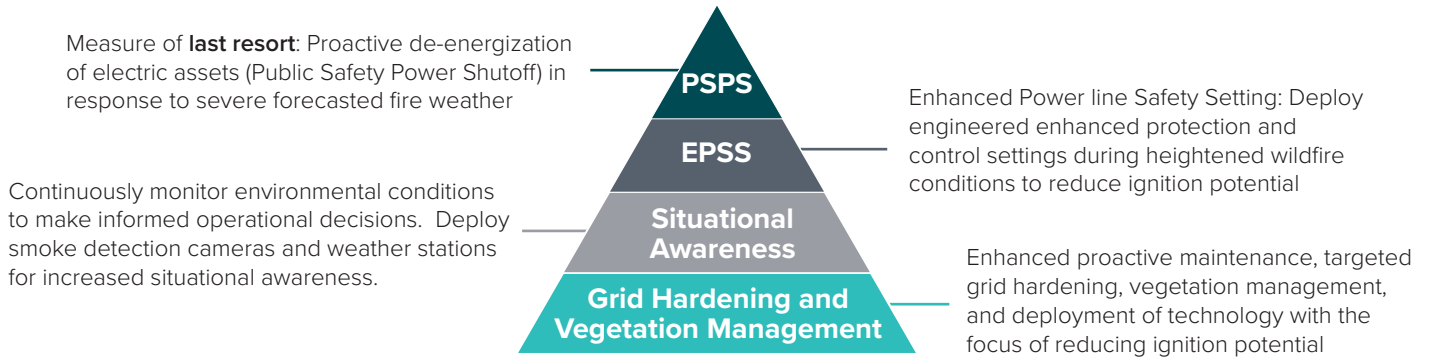 Measure of last resort: Proactive de-energization
of electric assets (Public Safety Power Shutoff) in
response to severe forecasted fire weather
PSPS
Enhanced Power line Safety Setting: Deploy
engineered enhanced protection and
control settings during heightened wildfire
conditions to reduce ignition potential
EPSS
Continuously monitor environmental conditions
to make informed operational decisions.  Deploy
smoke detection cameras and weather stations
for increased situational awareness.
Situational
Awareness
Enhanced proactive maintenance, targeted
grid hardening, vegetation management,
and deployment of technology with the
focus of reducing ignition potential
Grid Hardening and
Vegetation Management